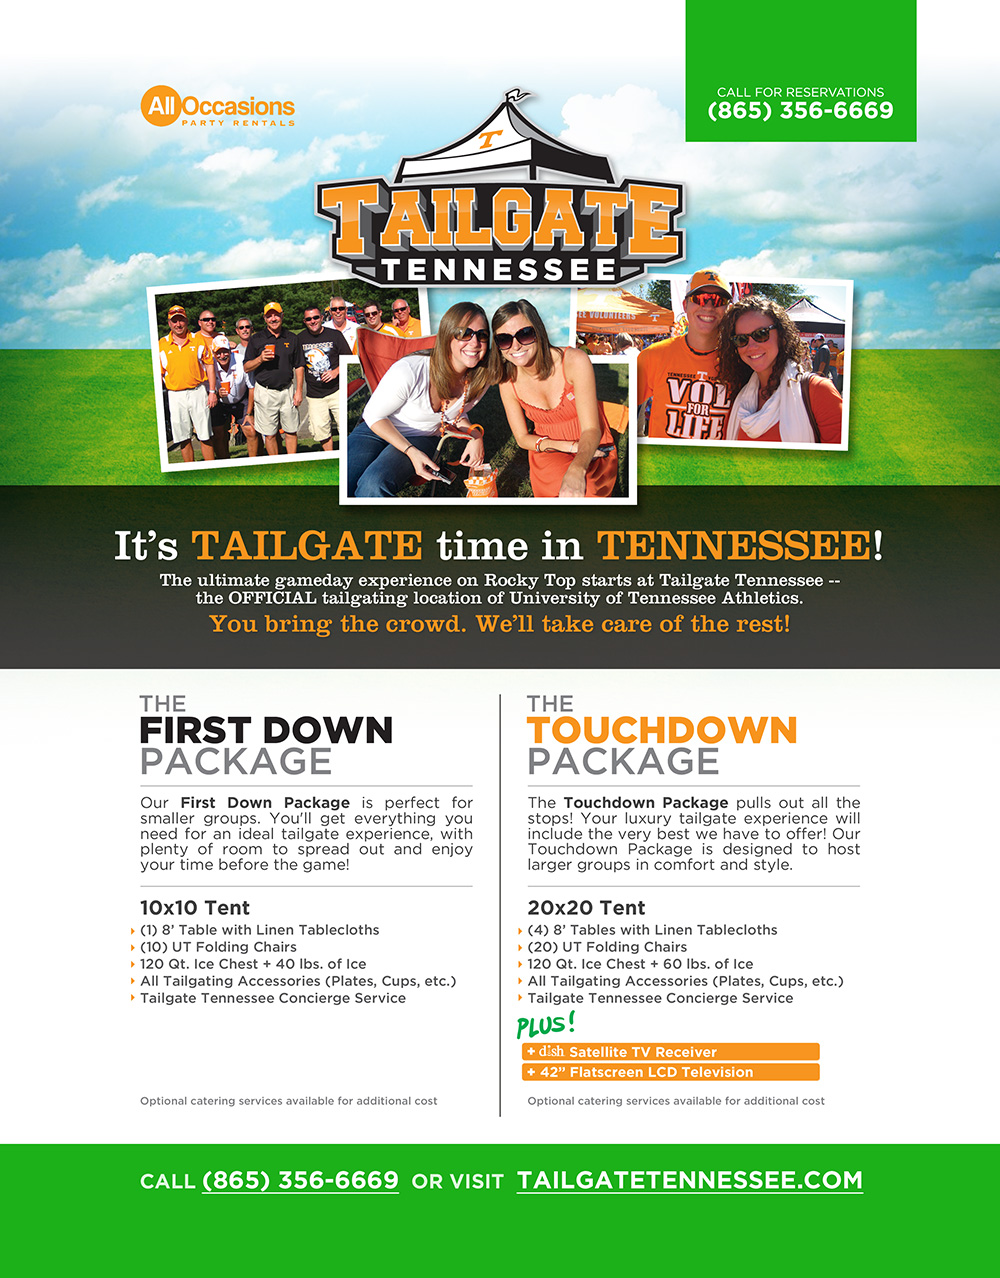 All Occasions
PARTY RENTALS
CALL FOR RESERVATIONS
(865) 356-6669
T
TAILGATE
TENNESSEE
TENNESSEE
EE VOLUNTEERS
TENNESSEE
VOL
FOR
LIFE
It's TAILGATE time in TENNESSEE!
The ultimate gameday experience on Rocky Top starts at Tailgate Tennessee --
the OFFICIAL tailgating location of University of Tennessee Athletics.
You bring the crowd. We'll take care of the rest!
THE
FIRST DOWN
PACKAGE
Our First Down Package is perfect for
smaller groups. You'll get everything you
need for an ideal tailgate experience, with
plenty of room to spread out and enjoy
your time before the game!
10x10 Tent
(1) 8' Table with Linen Tablecloths
(10) UT Folding Chairs
120 Qt. Ice Chest + 40 lbs. of Ice
All Tailgating Accessories (Plates, Cups, etc.)
Tailgate Tennessee Concierge Service
Optional catering services available for additional cost
THE
TOUCHDOWN
PACKAGE
The Touchdown Package pulls out all the
stops! Your luxury tailgate experience will
include the very best we have to offer! Our
Touchdown Package is designed to host
larger groups in comfort and style.
20x20 Tent
(4) 8' Tables with Linen Tablecloths
(20) UT Folding Chairs
120 Qt. Ice Chest + 60 lbs. of Ice
All Tailgating Accessories (Plates, Cups, etc.)
Tailgate Tennessee Concierge Service
PLUS!
+ dish Satellite TV Receiver
+ 42" Flatscreen LCD Television
Optional catering services available for additional cost
CALL (865) 356-6669 OR VISIT TAILGATETENNESSEE.COM